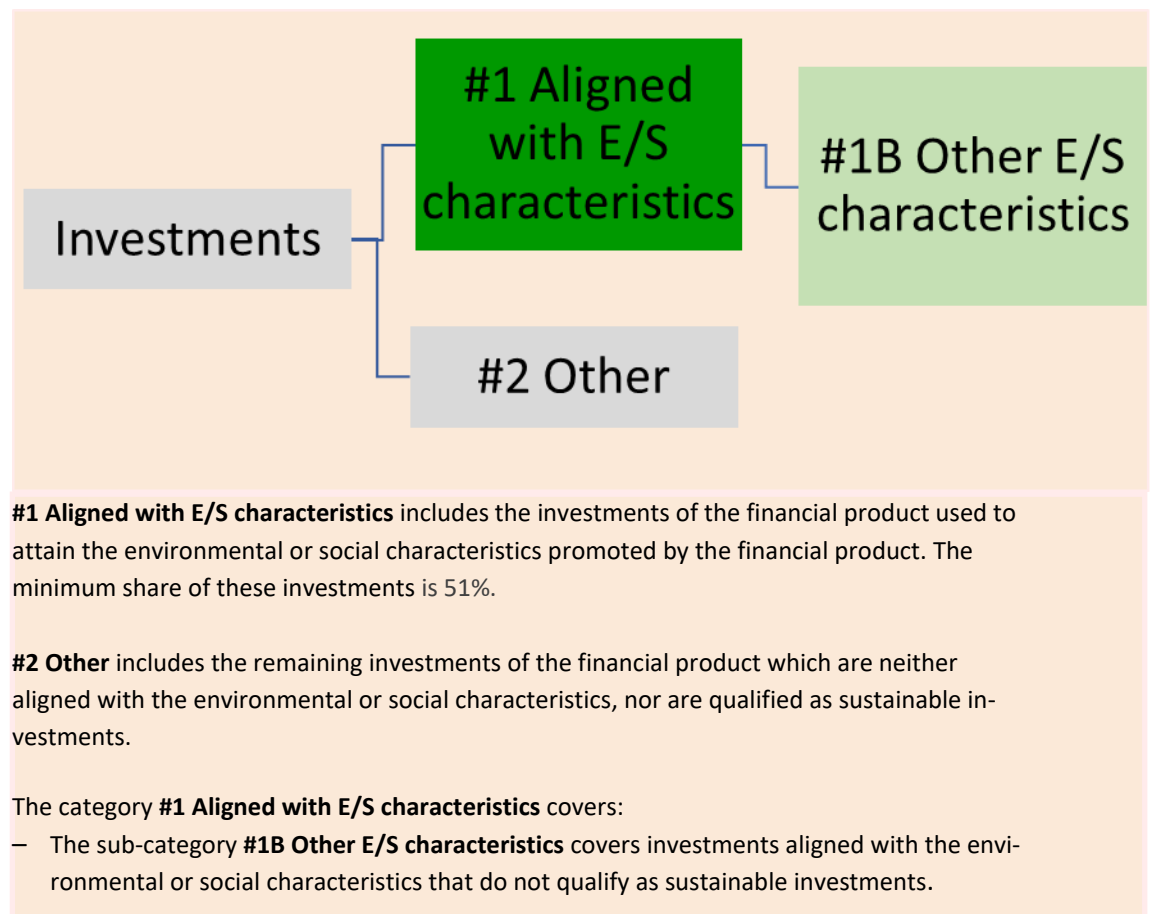 #1 Aligned
with E/S
characteristics
#1B Other E/S
characteristics
Investments
#2 Other
#1 Aligned with E/S characteristics includes the investments of the financial product used to
attain the environmental or social characteristics promoted by the financial product. The
minimum share of these investments is 51%.
#2 Other includes the remaining investments of the financial product which are neither
aligned with the environmental or social characteristics, nor are qualified as sustainable in-
vestments.
The category #1 Aligned with E/S characteristics covers:
– The sub-category #1B Other E/S characteristics covers investments aligned with the envi-
ronmental or social characteristics that do not qualify as sustainable investments.